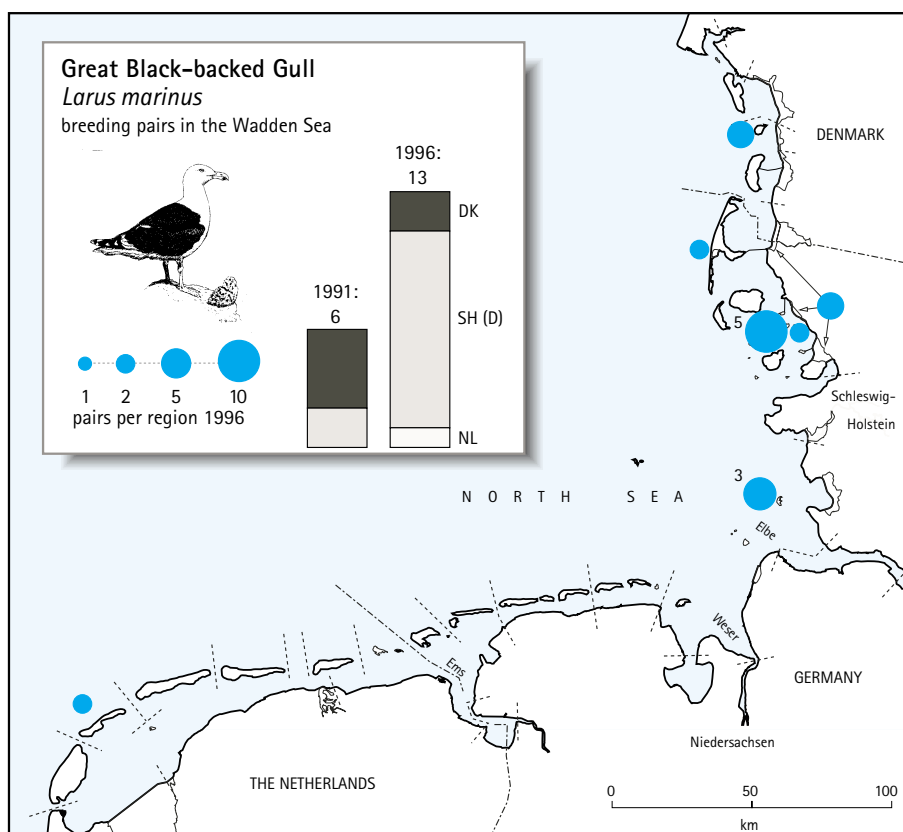 Great Black-backed Gull
Larus marinus
breeding pairs in the Wadden Sea
1996:
13
DK
1991:
6
SH (D)
NL
1 2 5 10
pairs per region 1996
DENMARK
5
Schleswig-
Holstein
3
NORTH SEA
Elbe
Weser
Ems
GERMANY
Niedersachsen
THE NETHERLANDS
0 50 100
km